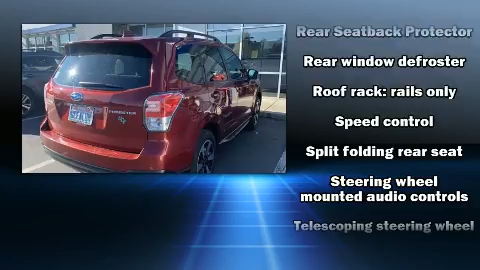 Rear Seatback Protector
Rear window defroster
Roof rack: rails only
Speed control
Split folding rear seat
Steering wheel
mounted audio controls
Telescoping steering wheel
FORESTER